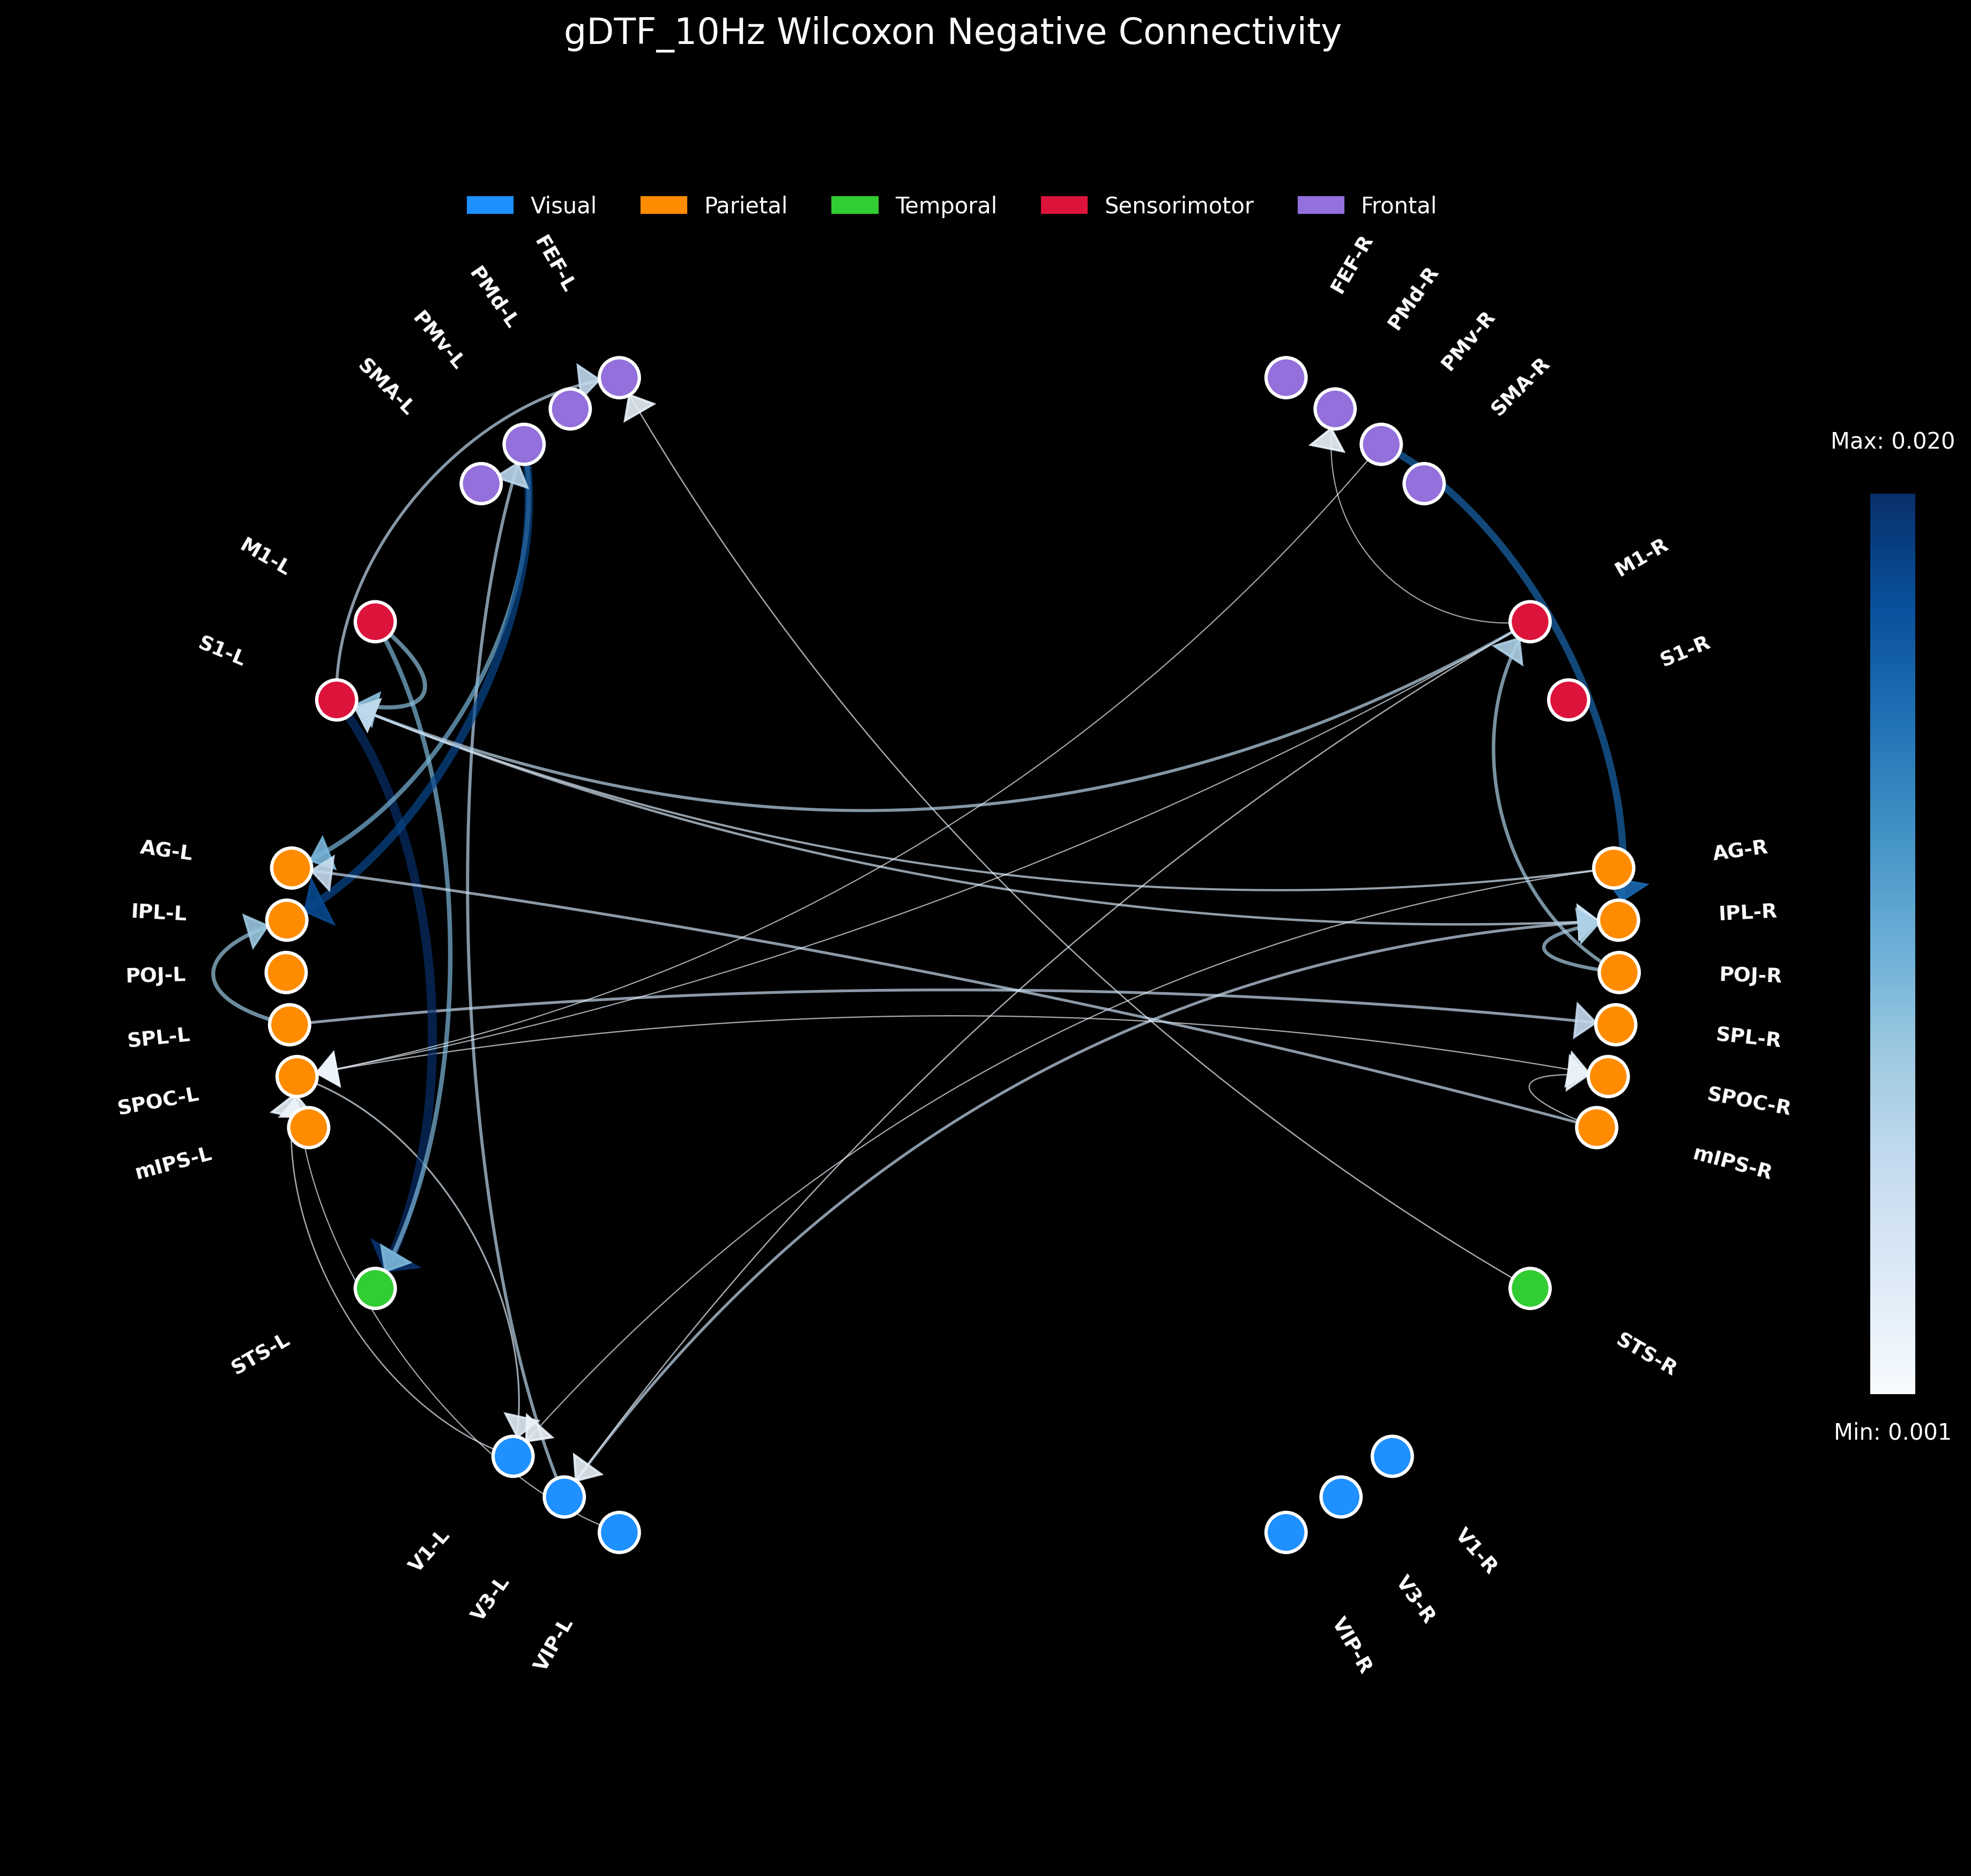 gDTF_10Hz Wilcoxon Negative Connectivity
Visual Parietal Temporal Sensorimotor Frontal
FEF-L
PMd-L
PMv-L
SMA-L
M1-L
S1-L
AG-L
IPL-L
POJ-L
SPL-L
SPOC-L
mIPS-L
STS-L
V1-L
V3-L
VIP-L
FEF-R
PMd-R
PMv-R
SMA-R
M1-R
S1-R
AG-R
IPL-R
POJ-R
SPL-R
SPOC-R
mIPS-R
STS-R
V1-R
V3-R
VIP-R
Max: 0.020
Min: 0.001